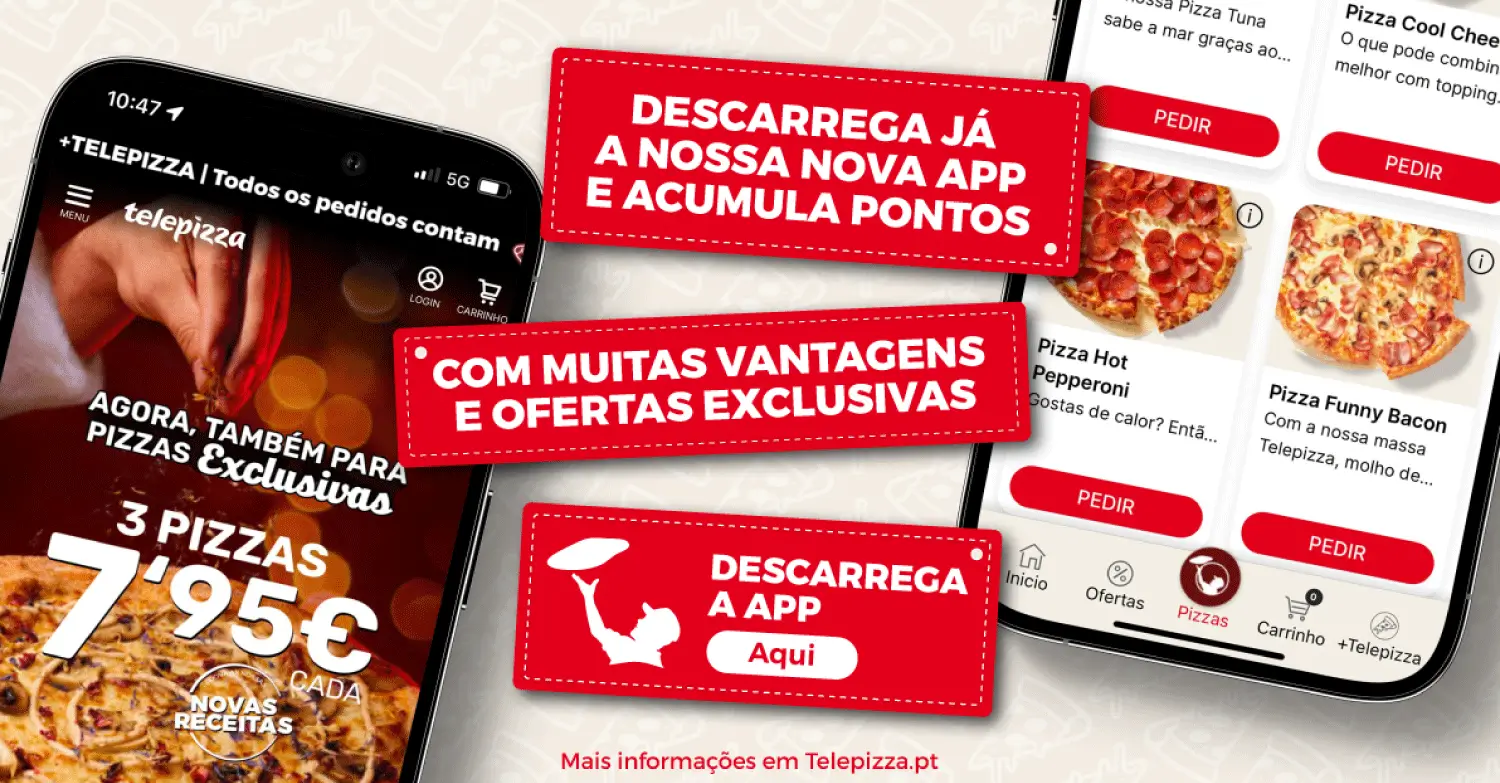 10:47
5G
+TELEPIZZA | Todos os pedidos contam
MENU
telepizza
LOGIN
CARRINHO
AGORA, TAMBÉM PARA
PIZZAS Exclusivas
3 PIZZAS
7'95€
CADA
NOVAS
RECEITAS
DESCARREGA JÁ
A NOSSA NOVA APP
E ACUMULA PONTOS
COM MUITAS VANTAGENS
E OFERTAS EXCLUSIVAS
DESCARREGA
A APP
Aqui
nossa Pizza Tuna
sabe a mar graças ao...
PEDIR
Pizza Cool Chee
O que pode combin
melhor com topping.
PEDIR
i
Pizza Hot
Pepperoni
Gostas de calor? Entã...
PEDIR
i
Pizza Funny Bacon
Com a nossa massa
Telepizza, molho de...
PEDIR
Inicio
Ofertas
Pizzas
0
Carrinho
+Telepizza
Mais informações em Telepizza.pt